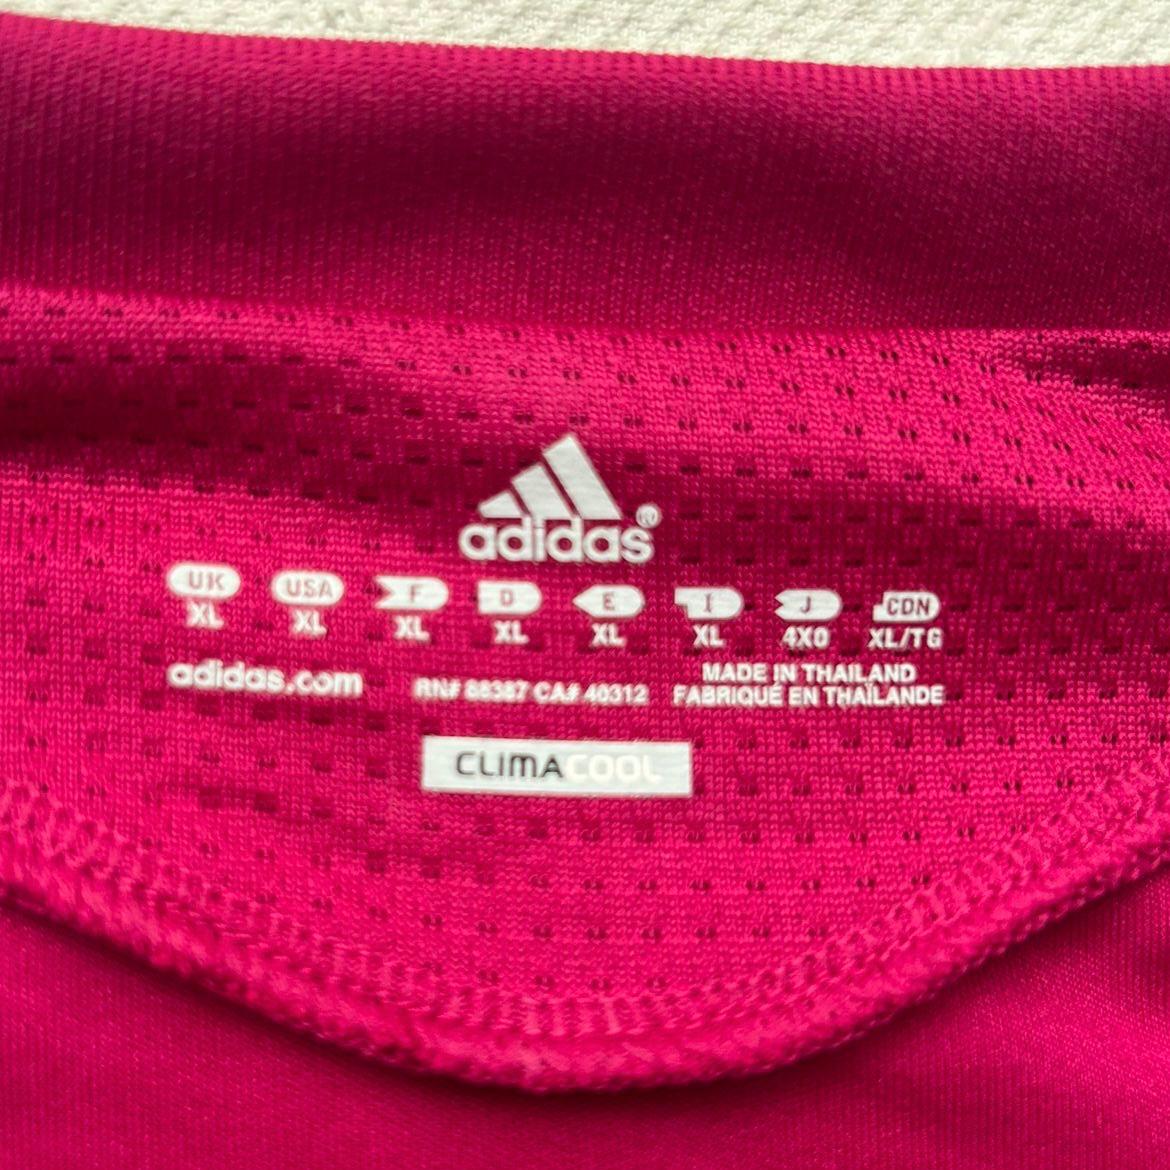 adidas®
UK USA F D E I J CDN
XL XL XL XL XL XL 4XO XL/TG
adidas.com RN# 88387 CA# 40312 MADE IN THAILAND
FABRIQUÉ EN THAÏLANDE
CLIMACOOL